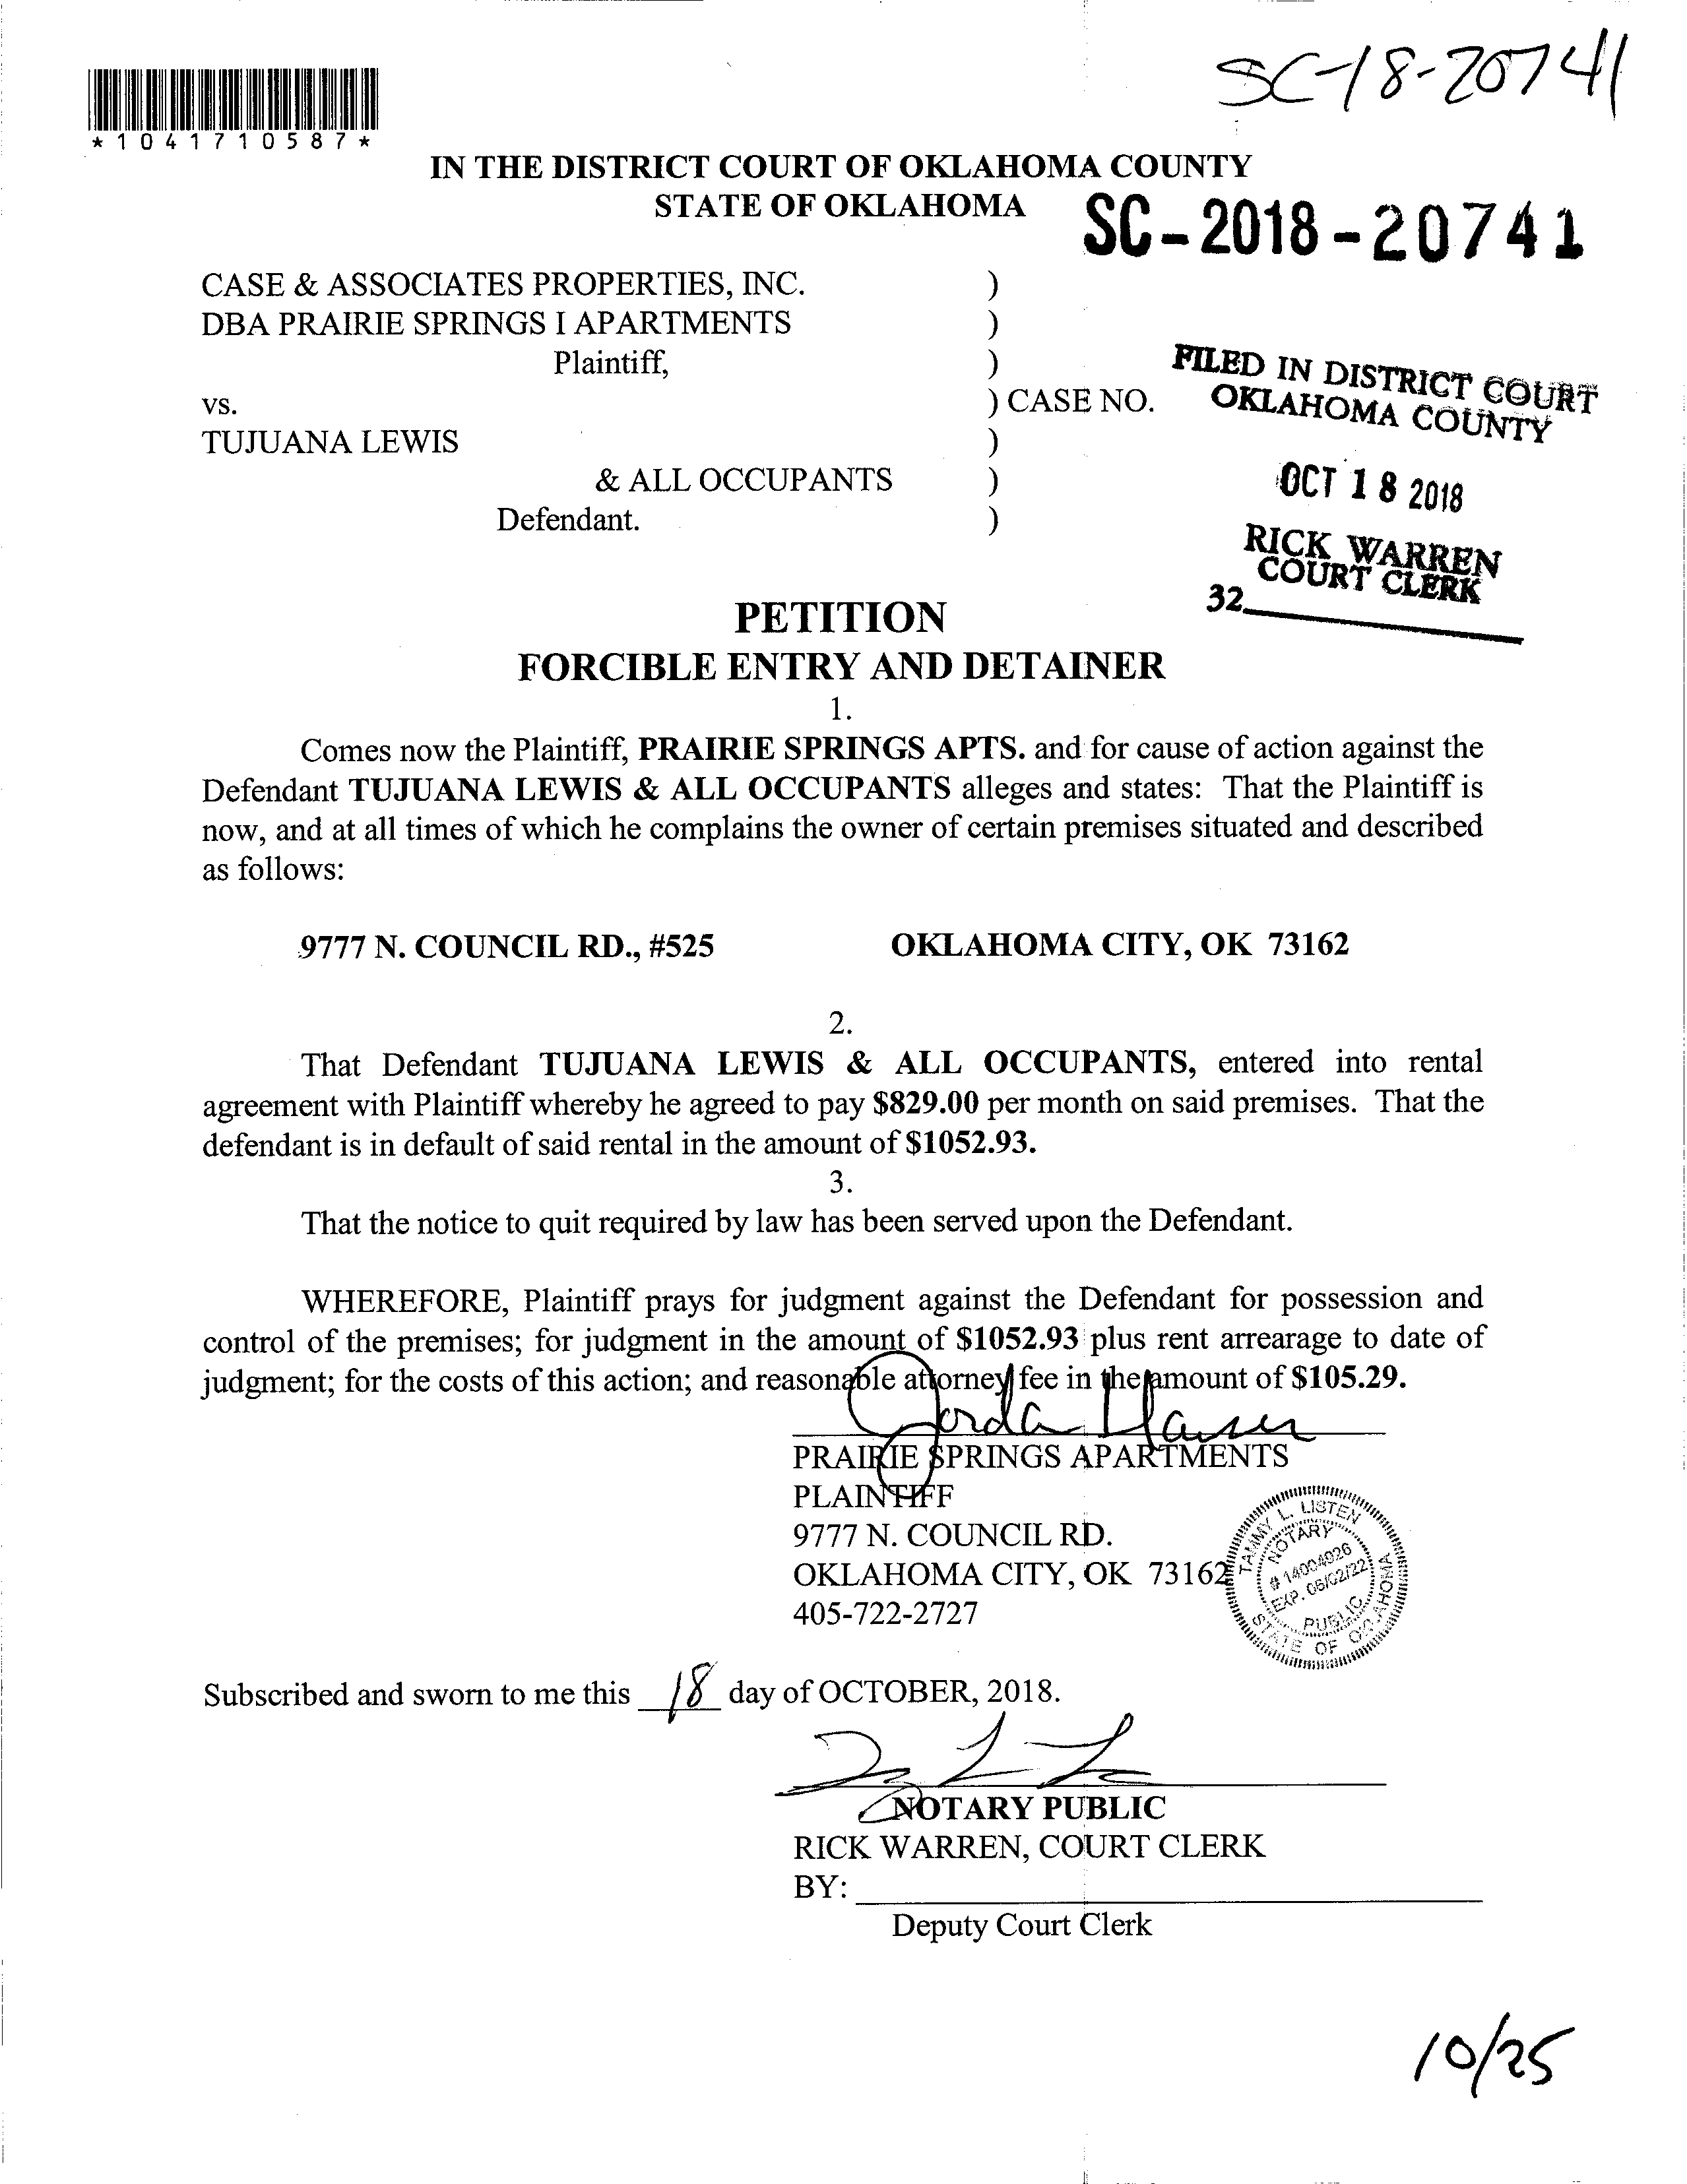 SC-18-20741
*1041710587*
IN THE DISTRICT COURT OF OKLAHOMA COUNTY
STATE OF OKLAHOMA
SC-2018-20741
CASE & ASSOCIATES PROPERTIES, INC. )
DBA PRAIRIE SPRINGS I APARTMENTS )
Plaintiff, )
vs. ) CASE NO.
TUJUANA LEWIS )
& ALL OCCUPANTS )
Defendant. )
FILED IN DISTRICT COURT
OKLAHOMA COUNTY
OCT 18 2018
RICK WARREN
COURT CLERK
32
PETITION
FORCIBLE ENTRY AND DETAINER
1.
Comes now the Plaintiff, PRAIRIE SPRINGS APTS. and for cause of action against the
Defendant TUJUANA LEWIS & ALL OCCUPANTS alleges and states: That the Plaintiff is
now, and at all times of which he complains the owner of certain premises situated and described
as follows:
9777 N. COUNCIL RD., #525 OKLAHOMA CITY, OK 73162
2.
That Defendant TUJUANA LEWIS & ALL OCCUPANTS, entered into rental
agreement with Plaintiff whereby he agreed to pay $829.00 per month on said premises. That the
defendant is in default of said rental in the amount of $1052.93.
3.
That the notice to quit required by law has been served upon the Defendant.
WHEREFORE, Plaintiff prays for judgment against the Defendant for possession and
control of the premises; for judgment in the amount of $1052.93 plus rent arrearage to date of
judgment; for the costs of this action; and reasonable attorney fee in the amount of $105.29.
PRAIRIE SPRINGS APARTMENTS
PLAINTIFF
9777 N. COUNCIL RD.
OKLAHOMA CITY, OK 73162
405-722-2727
TAMMY L. LISTEN
NOTARY
# 14004926
EXP. 06/02/22
PUBLIC
STATE OF OKLAHOMA
Subscribed and sworn to me this 18 day of OCTOBER, 2018.
NOTARY PUBLIC
RICK WARREN, COURT CLERK
BY:
Deputy Court Clerk
10/25